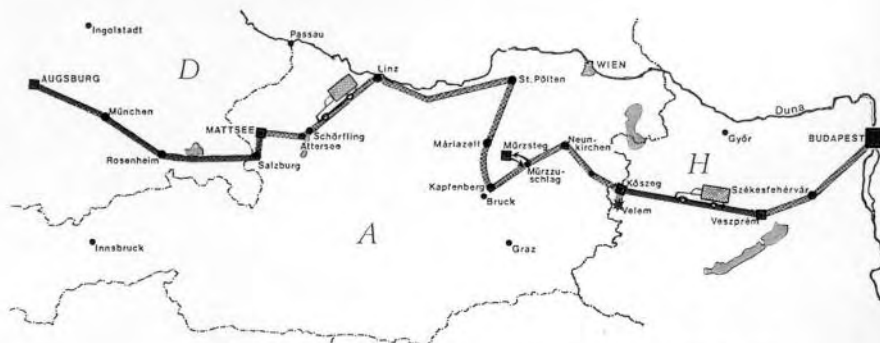 Ingolstadt
Passau
D
AUGSBURG
München
Rosenheim
MATTSEE
Salzburg
Schörfling
Attersee
Linz
St. Pölten
WIEN
Máriazell
Mürzsteg
Mürzzu-
schlag
Neun-
kirchen
Kapfenberg
Bruck
Graz
Innsbruck
A
Kőszeg
Velem
H
Győr
Duna
BUDAPEST
Székesfehérvár
Veszprém